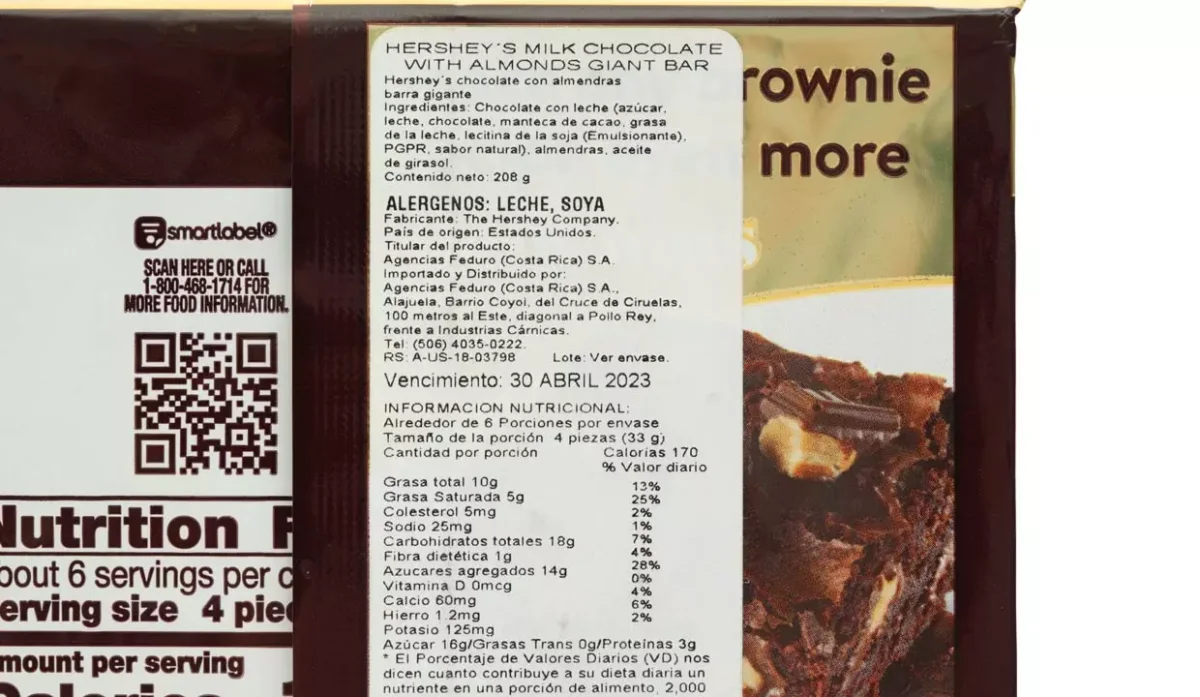 smartlabel®
SCAN HERE OR CALL
1-800-468-1714 FOR
MORE FOOD INFORMATION.
Nutrition
6 servings per
size 4
per serving
HERSHEY'S MILK CHOCOLATE
WITH ALMONDS GIANT BAR
Hershey's chocolate con almendras
barra gigante
Ingredientes: Chocolate con leche (azúcar,
leche, chocolate, manteca de cacao, grasa
de la leche, lecitina de la soja (Emulsionante),
PGPR, sabor natural), almendras, aceite
de girasol.
Contenido neto: 208 g
ALERGENOS: LECHE, SOYA
Fabricante: The Hershey Company.
País de origen: Estados Unidos.
Titular del producto:
Agencias Feduro (Costa Rica) S.A.
Importado y Distribuido por:
Agencias Feduro (Costa Rica) S.A.,
Alajuela, Barrio Coyol, del Cruce de Ciruelas,
100 metros al Este, diagonal a Pollo Rey,
frente a Industrias Cárnicas.
Tel: (506) 4035-0222.
RS: A-US-18-03798 Lote: Ver envase.
Vencimiento: 30 ABRIL 2023
INFORMACION NUTRICIONAL:
Alrededor de 6 Porciones por envase
Tamaño de la porción 4 piezas (33 g)
Cantidad por porción Calorías 170
% Valor diario
Grasa total 10g 13%
Grasa Saturada 5g 25%
Colesterol 5mg 2%
Sodio 25mg 1%
Carbohidratos totales 18g 7%
Fibra dietética 1g 4%
Azucares agregados 14g 28%
Vitamina D 0mcg 0%
Calcio 60mg 4%
Hierro 1.2mg 6%
Potasio 125mg 2%
Azúcar 16g/Grasas Trans 0g/Proteínas 3g
* El Porcentaje de Valores Diarios (VD) nos
dicen cuanto contribuye a su dieta diaria un
nutriente en una porción de alimento, 2,000
rownie
more